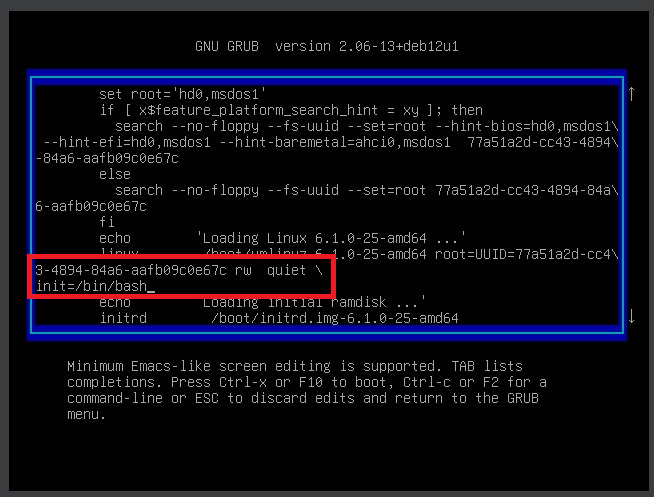 GNU GRUB  version 2.06-13+deb12u1
set root='hd0,msdos1'
if [ x$feature_platform_search_hint = xy ]; then
search --no-floppy --fs-uuid --set=root --hint-bios=hd0,msdos1\
--hint-efi=hd0,msdos1 --hint-baremetal=ahci0,msdos1  77a51a2d-cc43-4894\
-84a6-aafb09c0e67c
else
search --no-floppy --fs-uuid --set=root 77a51a2d-cc43-4894-84a\
6-aafb09c0e67c
fi
echo        'Loading Linux 6.1.0-25-amd64 ...'
linux        /boot/vmlinuz-6.1.0-25-amd64 root=UUID=77a51a2d-cc4\
3-4894-84a6-aafb09c0e67c rw  quiet \
init=/bin/bash_
echo        'Loading initial ramdisk ...'
initrd        /boot/initrd.img-6.1.0-25-amd64
Minimum Emacs-like screen editing is supported. TAB lists
completions. Press Ctrl-x or F10 to boot, Ctrl-c or F2 for a
command-line or ESC to discard edits and return to the GRUB
menu.